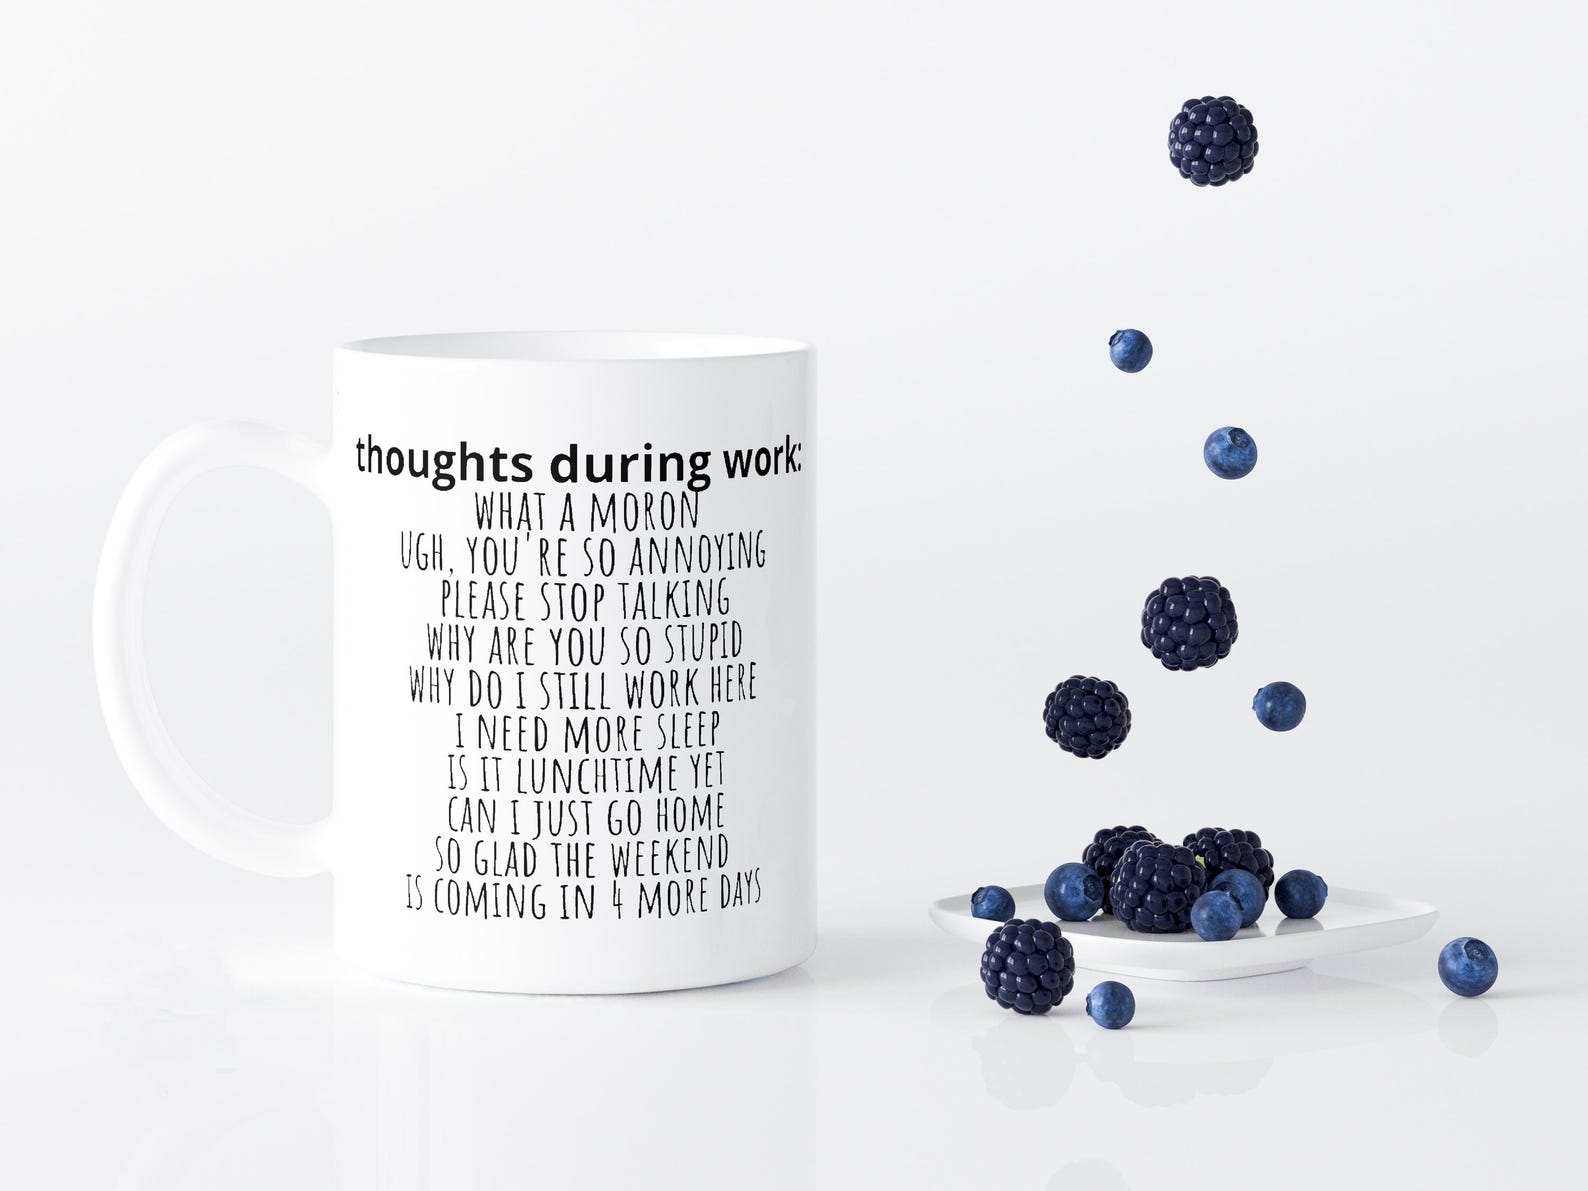 thoughts during work:
WHAT A MORON
UGH, YOU'RE SO ANNOYING
PLEASE STOP TALKING
WHY ARE YOU SO STUPID
WHY DO I STILL WORK HERE
I NEED MORE SLEEP
IS IT LUNCHTIME YET
CAN I JUST GO HOME
SO GLAD THE WEEKEND
IS COMING IN 4 MORE DAYS